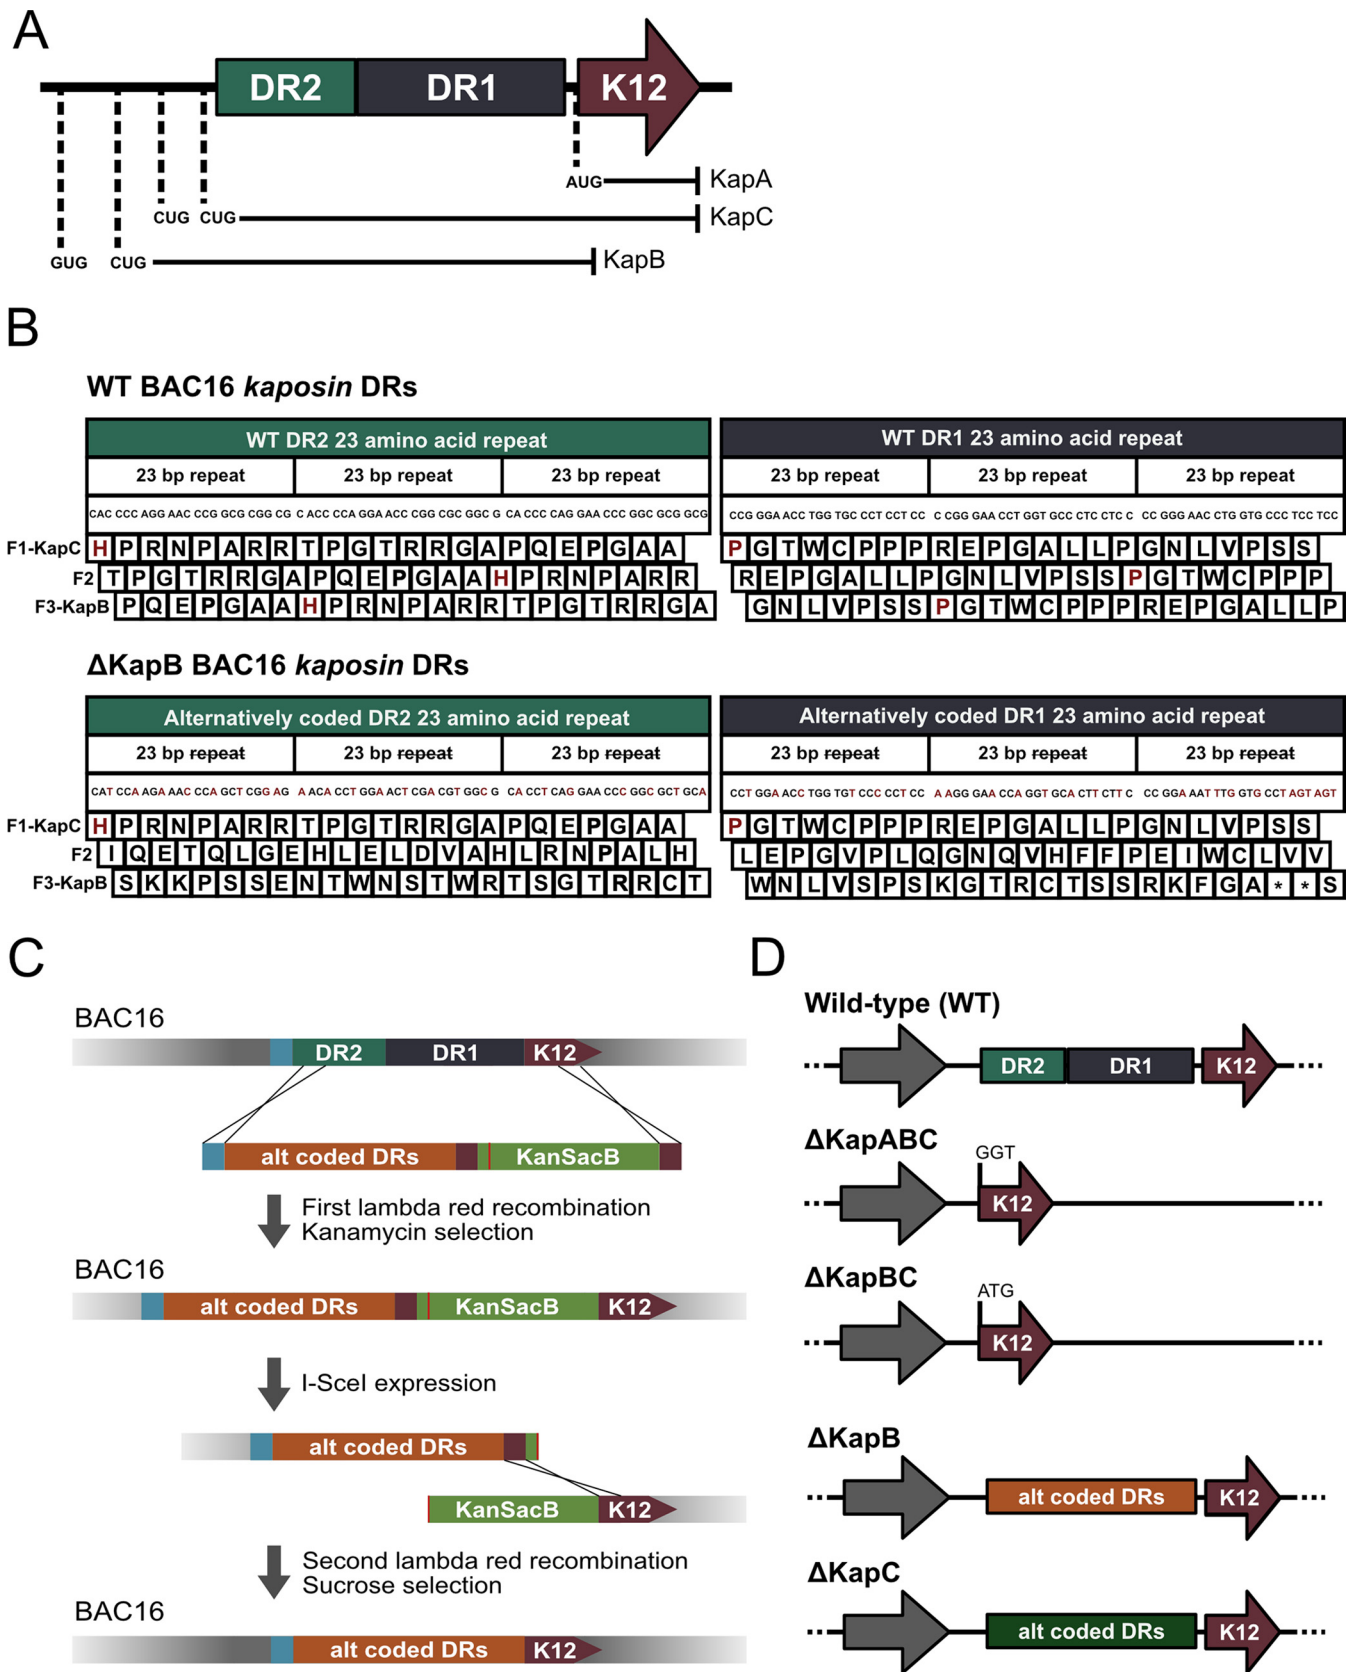 A
DR2 DR1 K12
AUG KapA
CUG CUG KapC
GUG CUG KapB
B
WT BAC16 kaposin DRs
WT DR2 23 amino acid repeat WT DR1 23 amino acid repeat
23 bp repeat 23 bp repeat 23 bp repeat 23 bp repeat 23 bp repeat 23 bp repeat
CAC CCC AGG AAC CCG GCG CGG CG C ACC CCA GGA ACC CGG CGC GGC G CA CCC CAG GAA CCC GGC GCG GCG CCG GGA ACC TGG TGC CCT CCT CC C CGG GAA CCT GGT GCC CTC CTC C CC GGG AAC CTG GTG CCC TCC TCC
F1-KapC H P R N P A R R T P G T R R G A P Q E P G A A P G T W C P P P R E P G A L L P G N L V P S S
F2 T P G T R R G A P Q E P G A A H P R N P A R R R E P G A L L P G N L V P S S P G T W C P P P
F3-KapB P Q E P G A A H P R N P A R R T P G T R R G A G N L V P S S P G T W C P P P R E P G A L L P
ΔKapB BAC16 kaposin DRs
Alternatively coded DR2 23 amino acid repeat Alternatively coded DR1 23 amino acid repeat
23 bp repeat 23 bp repeat 23 bp repeat 23 bp repeat 23 bp repeat 23 bp repeat
CAT CCA AGA AAC CCA GCT CGG AG A ACA CCT GGA ACT CGA CGT GGC G CA CCT CAG GAA CCC GGC GCT GCA CCT GGA ACC TGG TGT CCC CCT CC A AGG GAA CCA GGT GCA CTT CTT C CC GGA AAT TTG GTG CCT AGT AGT
F1-KapC H P R N P A R R T P G T R R G A P Q E P G A A P G T W C P P P R E P G A L L P G N L V P S S
F2 I Q E T Q L G E H L E L D V A H L R N P A L H L E P G V P L Q G N Q V H F F P E I W C L V V
F3-KapB S K K P S S E N T W N S T W R T S G T R R C T W N L V S P S K G T R C T S S R K F G A * * S
C
BAC16
DR2 DR1 K12
alt coded DRs KanSacB
First lambda red recombination
Kanamycin selection
BAC16
alt coded DRs KanSacB K12
I-SceI expression
alt coded DRs
KanSacB K12
Second lambda red recombination
Sucrose selection
BAC16
alt coded DRs K12
D
Wild-type (WT)
DR2 DR1 K12
ΔKapABC
GGT
K12
ΔKapBC
ATG
K12
ΔKapB
alt coded DRs K12
ΔKapC
alt coded DRs K12